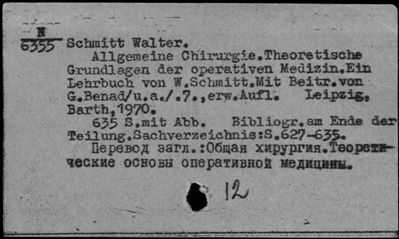 N
6355 Schmitt Walter.
Allgemeine Chirurgie.Theoretische
Grundlagen der operativen Medizin.Ein
Lehrbuch von W.Schmitt.Mit Beitr.von
G.Benad/u.a./.7.,erw.Aufl. Leipzig,
Barth,1970.
635 S.mit Abb. Bibliogr.am Ende der
Teilung.Sachverzeichnis:S.627-635.
Перевод загл.:Общая хирургия.Теорети-
ческие основы оперативной медицины.
12